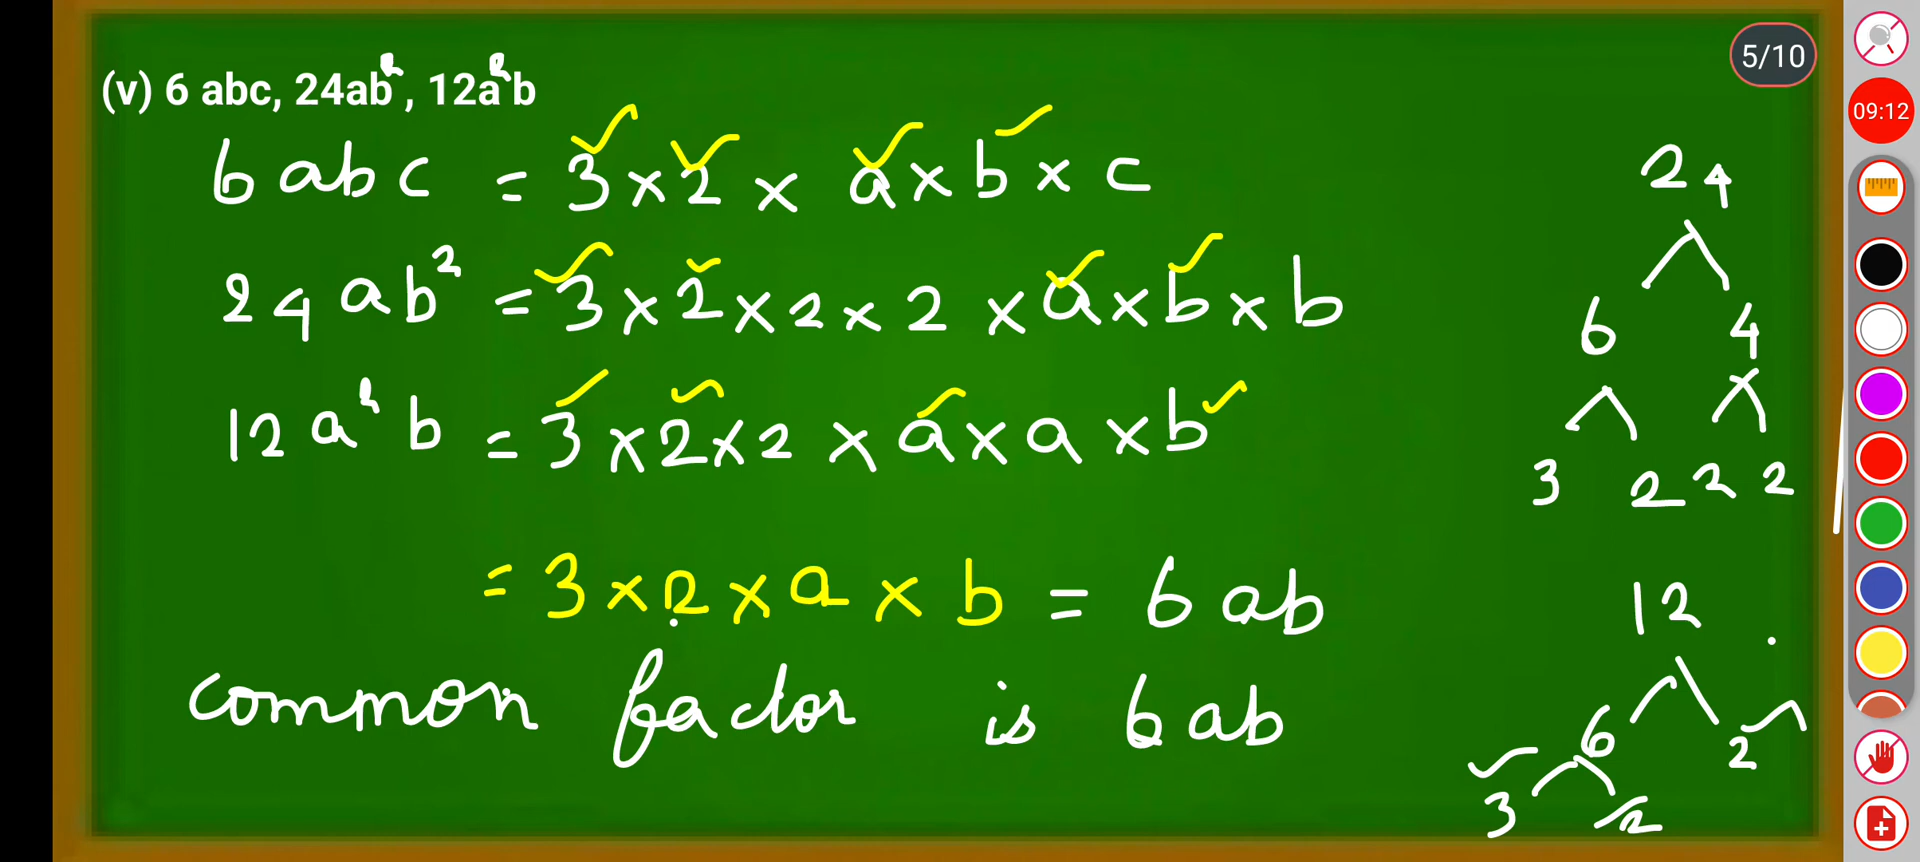 (v) 6 abc, 24ab², 12a²b
5/10
09:12
6abc = 3 × 2 × a × b × c
24ab² = 3 × 2 × 2 × 2 × a × b × b
12a²b = 3 × 2 × 2 × a × a × b
= 3 × 2 × a × b = 6ab
common factor is 6ab
24
6 4
3 2 2 2
12
6 2
3 2